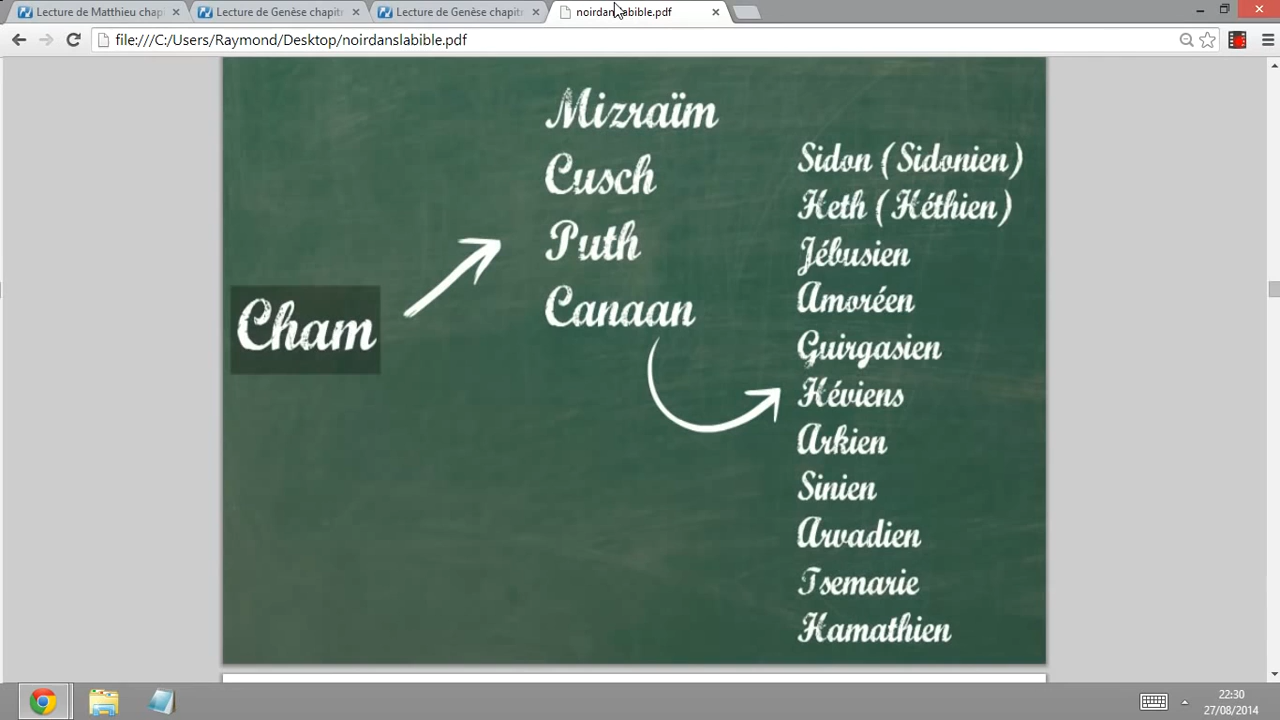 Lecture de Matthieu chap
Lecture de Genèse chapitr
Lecture de Genèse chapitr
noirdanslabible.pdf
file:///C:/Users/Raymond/Desktop/noirdanslabible.pdf
Cham
Mizraïm
Cusch
Puth
Canaan
Sidon (Sidonien)
Heth (Héthien)
Jébusien
Amoréen
Guirgasien
Héviens
Arkien
Sinien
Arvadien
Tsemarie
Hamathien
22:30
27/08/2014